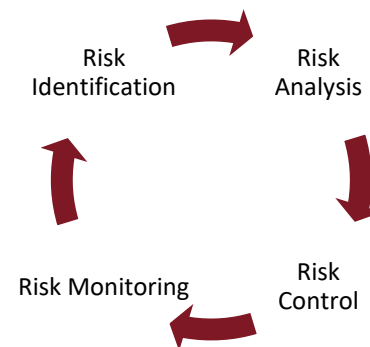 Risk
Identification
Risk
Analysis
Risk
Control
Risk Monitoring